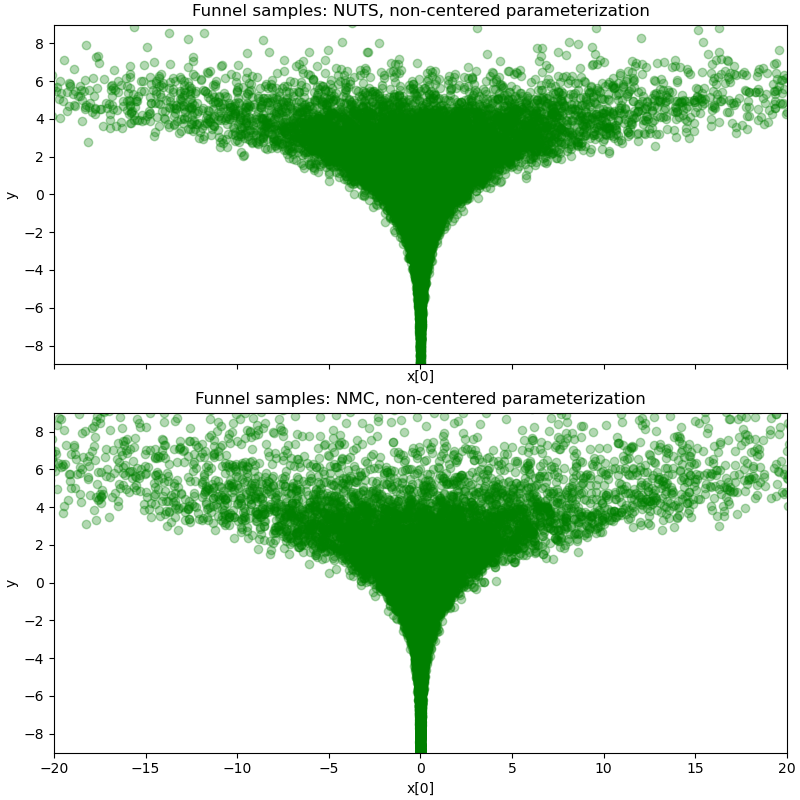 Funnel samples: NUTS, non-centered parameterization
8
6
4
2
0
−2
−4
−6
−8
y
x[0]
Funnel samples: NMC, non-centered parameterization
8
6
4
2
0
−2
−4
−6
−8
y
−20 −15 −10 −5 0 5 10 15 20
x[0]